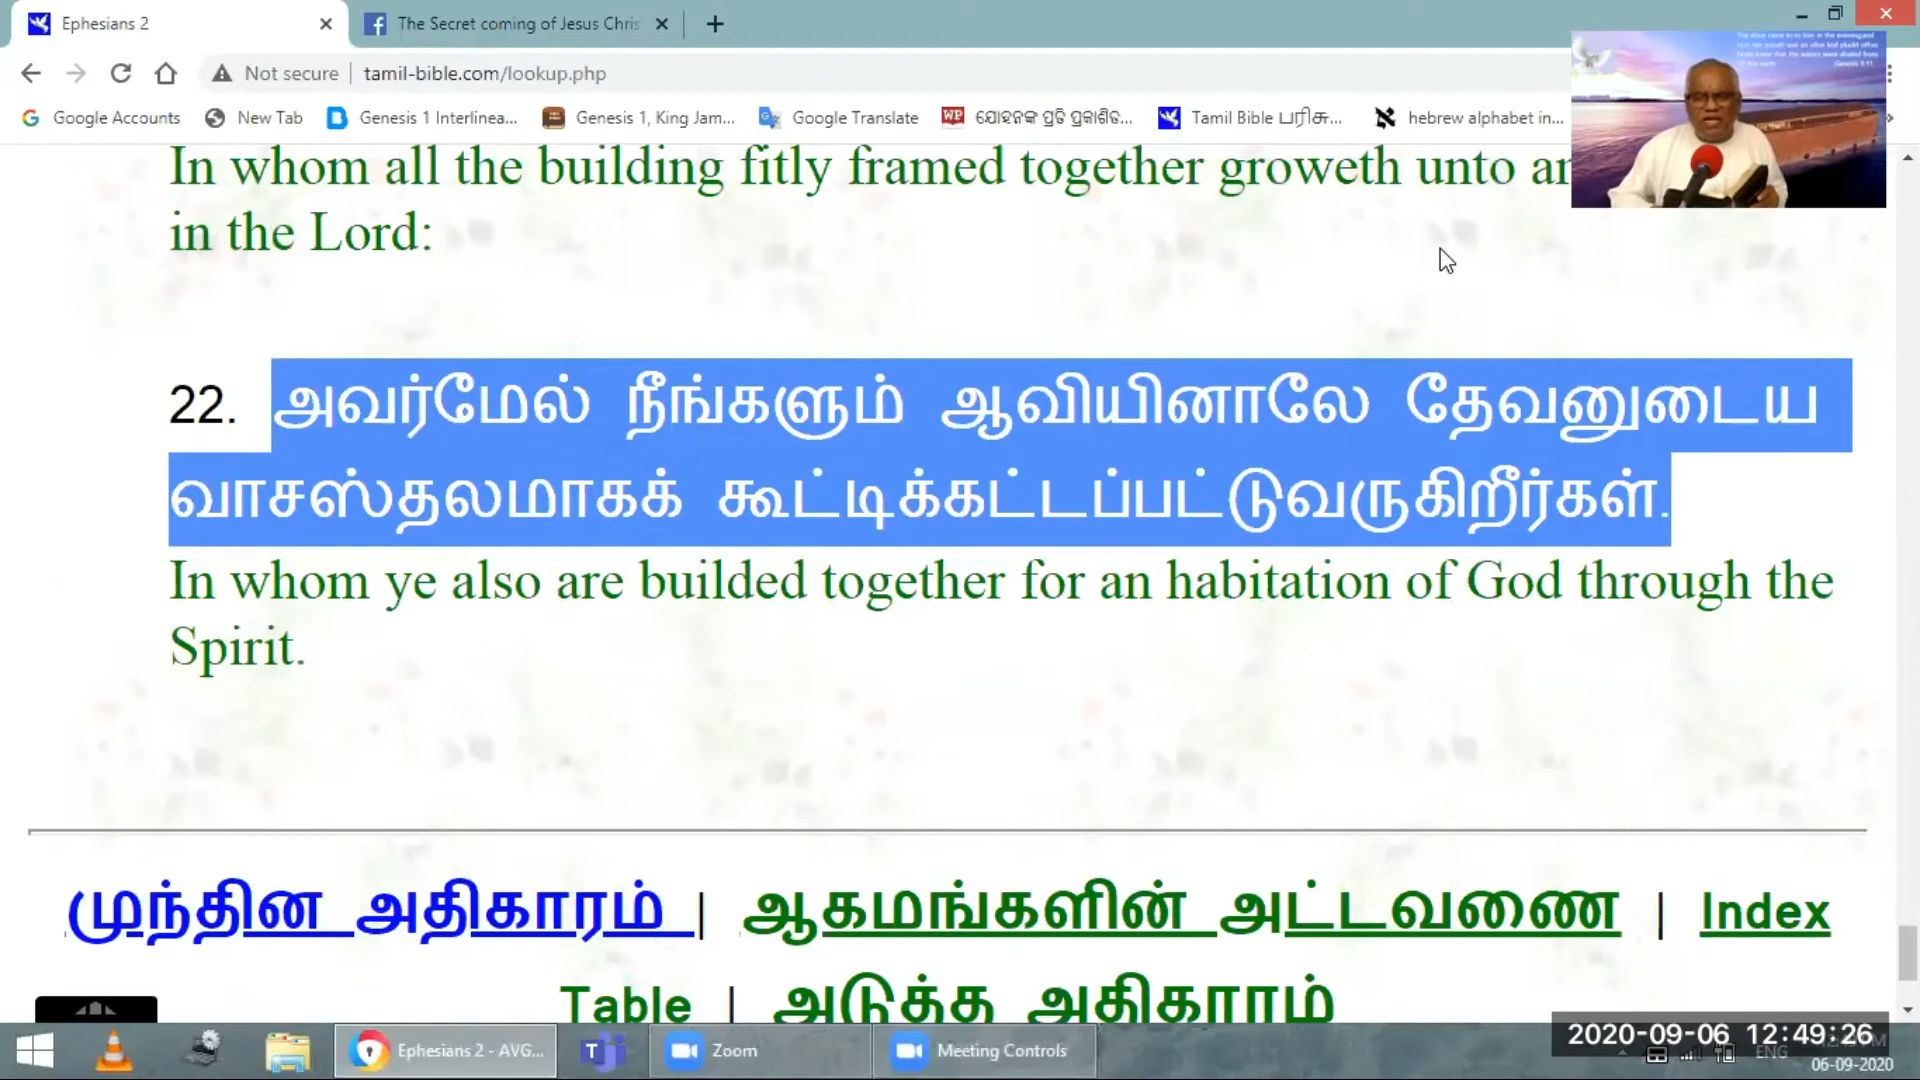 Ephesians 2
The Secret coming of Jesus Chris
Not secure
tamil-bible.com/lookup.php
Google Accounts
New Tab
Genesis 1 Interlinea...
Genesis 1, King Jam...
Google Translate
ଯୋହନଙ୍କ ପ୍ରତି ପ୍ରକାଶିତ...
Tamil Bible பரிசு...
hebrew alphabet in...
In whom all the building fitly framed together groweth unto an
in the Lord:
22. அவர்மேல் நீங்களும் ஆவியினாலே தேவனுடைய
வாசஸ்தலமாகக் கூட்டிக்கட்டப்பட்டுவருகிறீர்கள்.
In whom ye also are builded together for an habitation of God through the
Spirit.
முந்தின அதிகாரம் | ஆகமங்களின் அட்டவணை | Index
Table | அடுத்த அதிகாரம்
Ephesians 2 - AVG...
Zoom
Meeting Controls
2020-09-06 12:49:26
ENG
06-09-2020